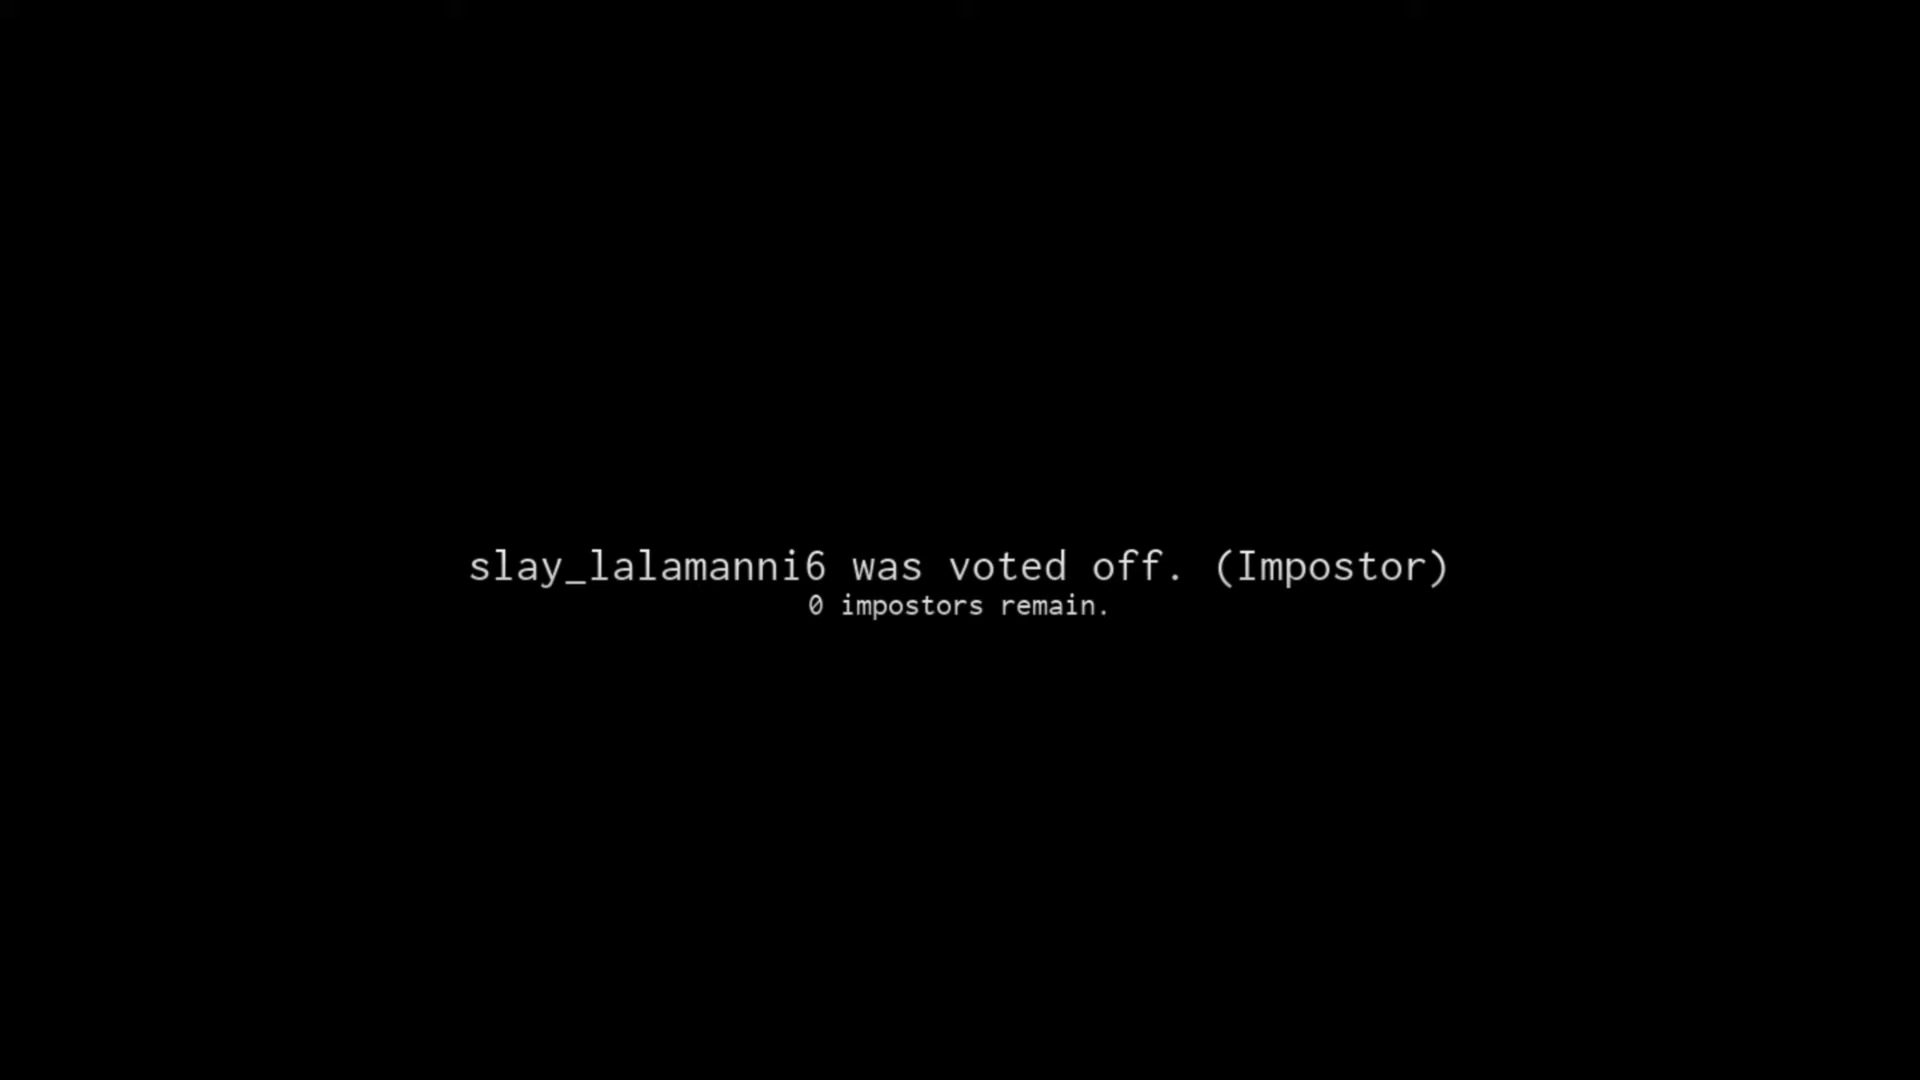 slay_lalamanni6 was voted off. (Impostor)
0 impostors remain.